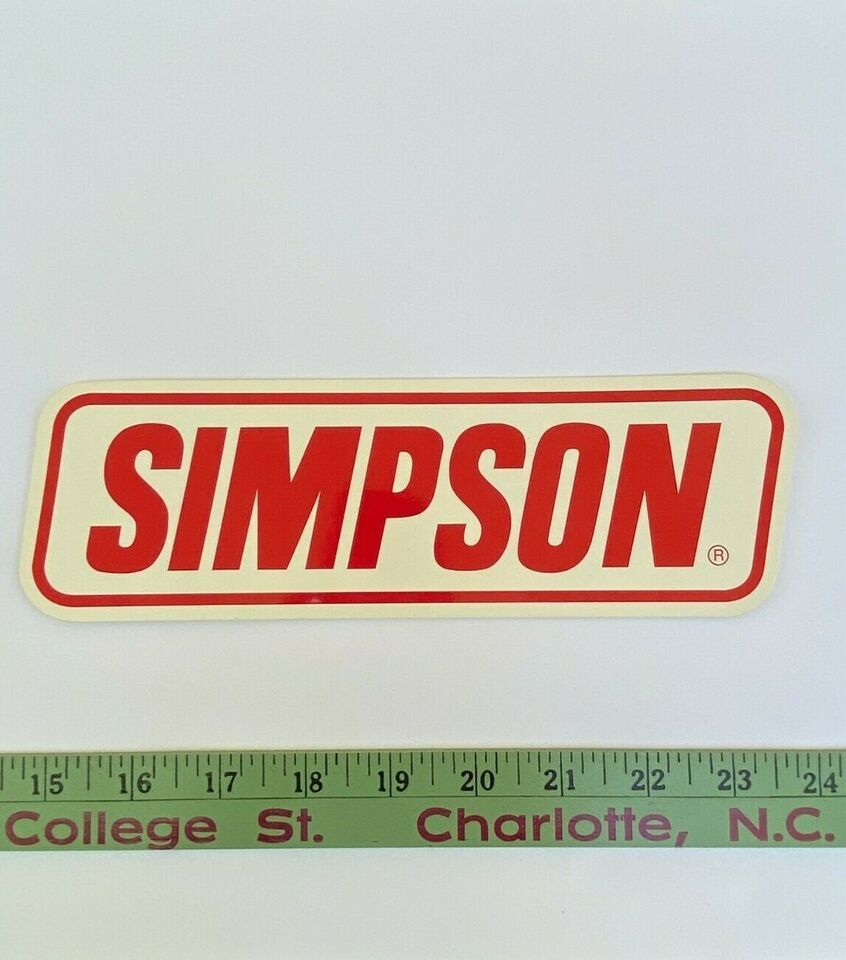 SIMPSON®
15 16 17 18 19 20 21 22 23 24
College St. Charlotte, N.C.